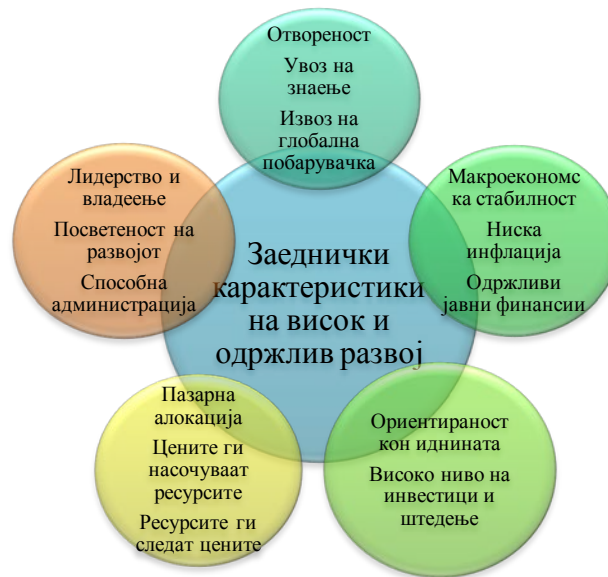 Отвореност
Увоз на
знаење
Извоз на
глобална
побарувачка
Макроекономс
ка стабилност
Ниска
инфлација
Одржливи
јавни финансии
Ориентираност
кон иднината
Високо ниво на
инвестици и
штедење
Пазарна
алокација
Цените ги
насочуваат
ресурсите
Ресурсите ги
следат цените
Лидерство и
владеење
Посветеност на
развојот
Способна
администрација
Заеднички
карактеристики
на висок и
одржлив развој